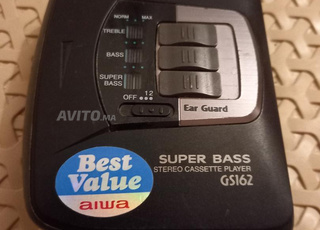 NORM MAX
TREBLE
BASS
SUPER
BASS
OFF 1 2
Ear Guard
AVITO.ma
Best
Value
aiwa
SUPER BASS
STEREO CASSETTE PLAYER
GS162